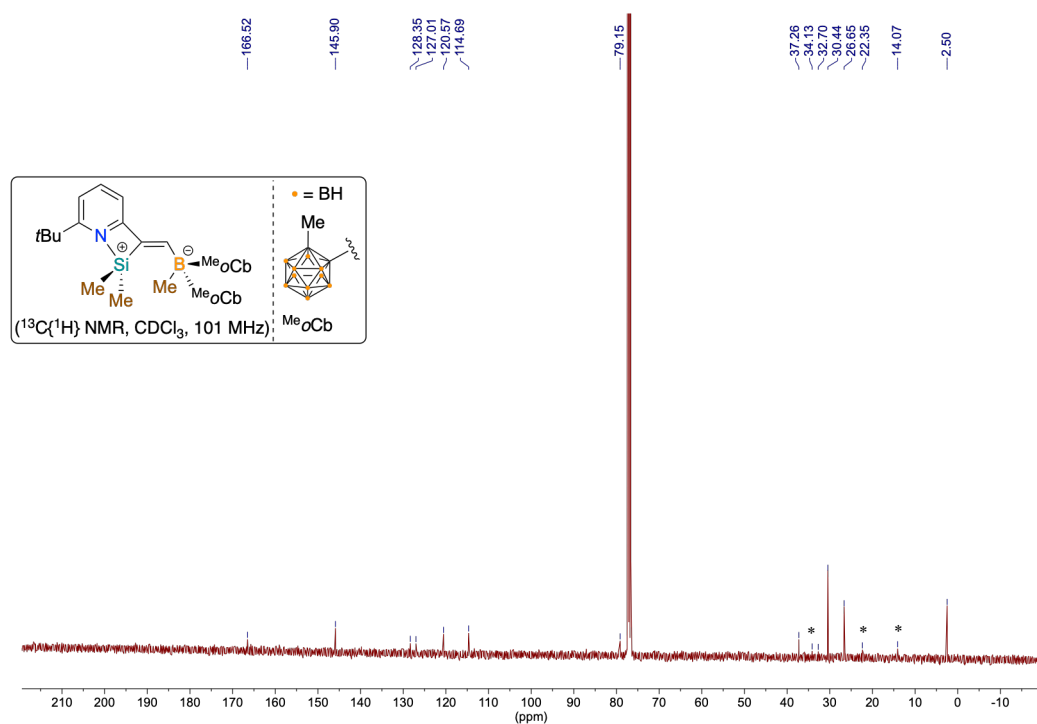 166.52
145.90
128.35
127.01
120.57
114.69
79.15
37.26
34.13
32.70
30.44
26.65
22.35
14.07
2.50
• = BH
Me
tBu
N
⊕
Si
⊖
B
MeoCb
Me
Me
Me
MeoCb
(¹³C{¹H} NMR, CDCl₃, 101 MHz)
MeoCb
*
*
*
210 200 190 180 170 160 150 140 130 120 110 100 90 80 70 60 50 40 30 20 10 0 -10
(ppm)